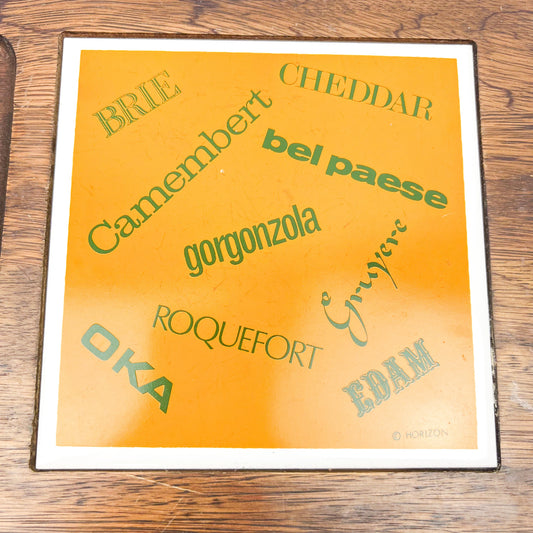 BRIE
CHEDDAR
Camembert
bel paese
gorgonzola
Gruyere
ROQUEFORT
OKA
EDAM
© HORIZON